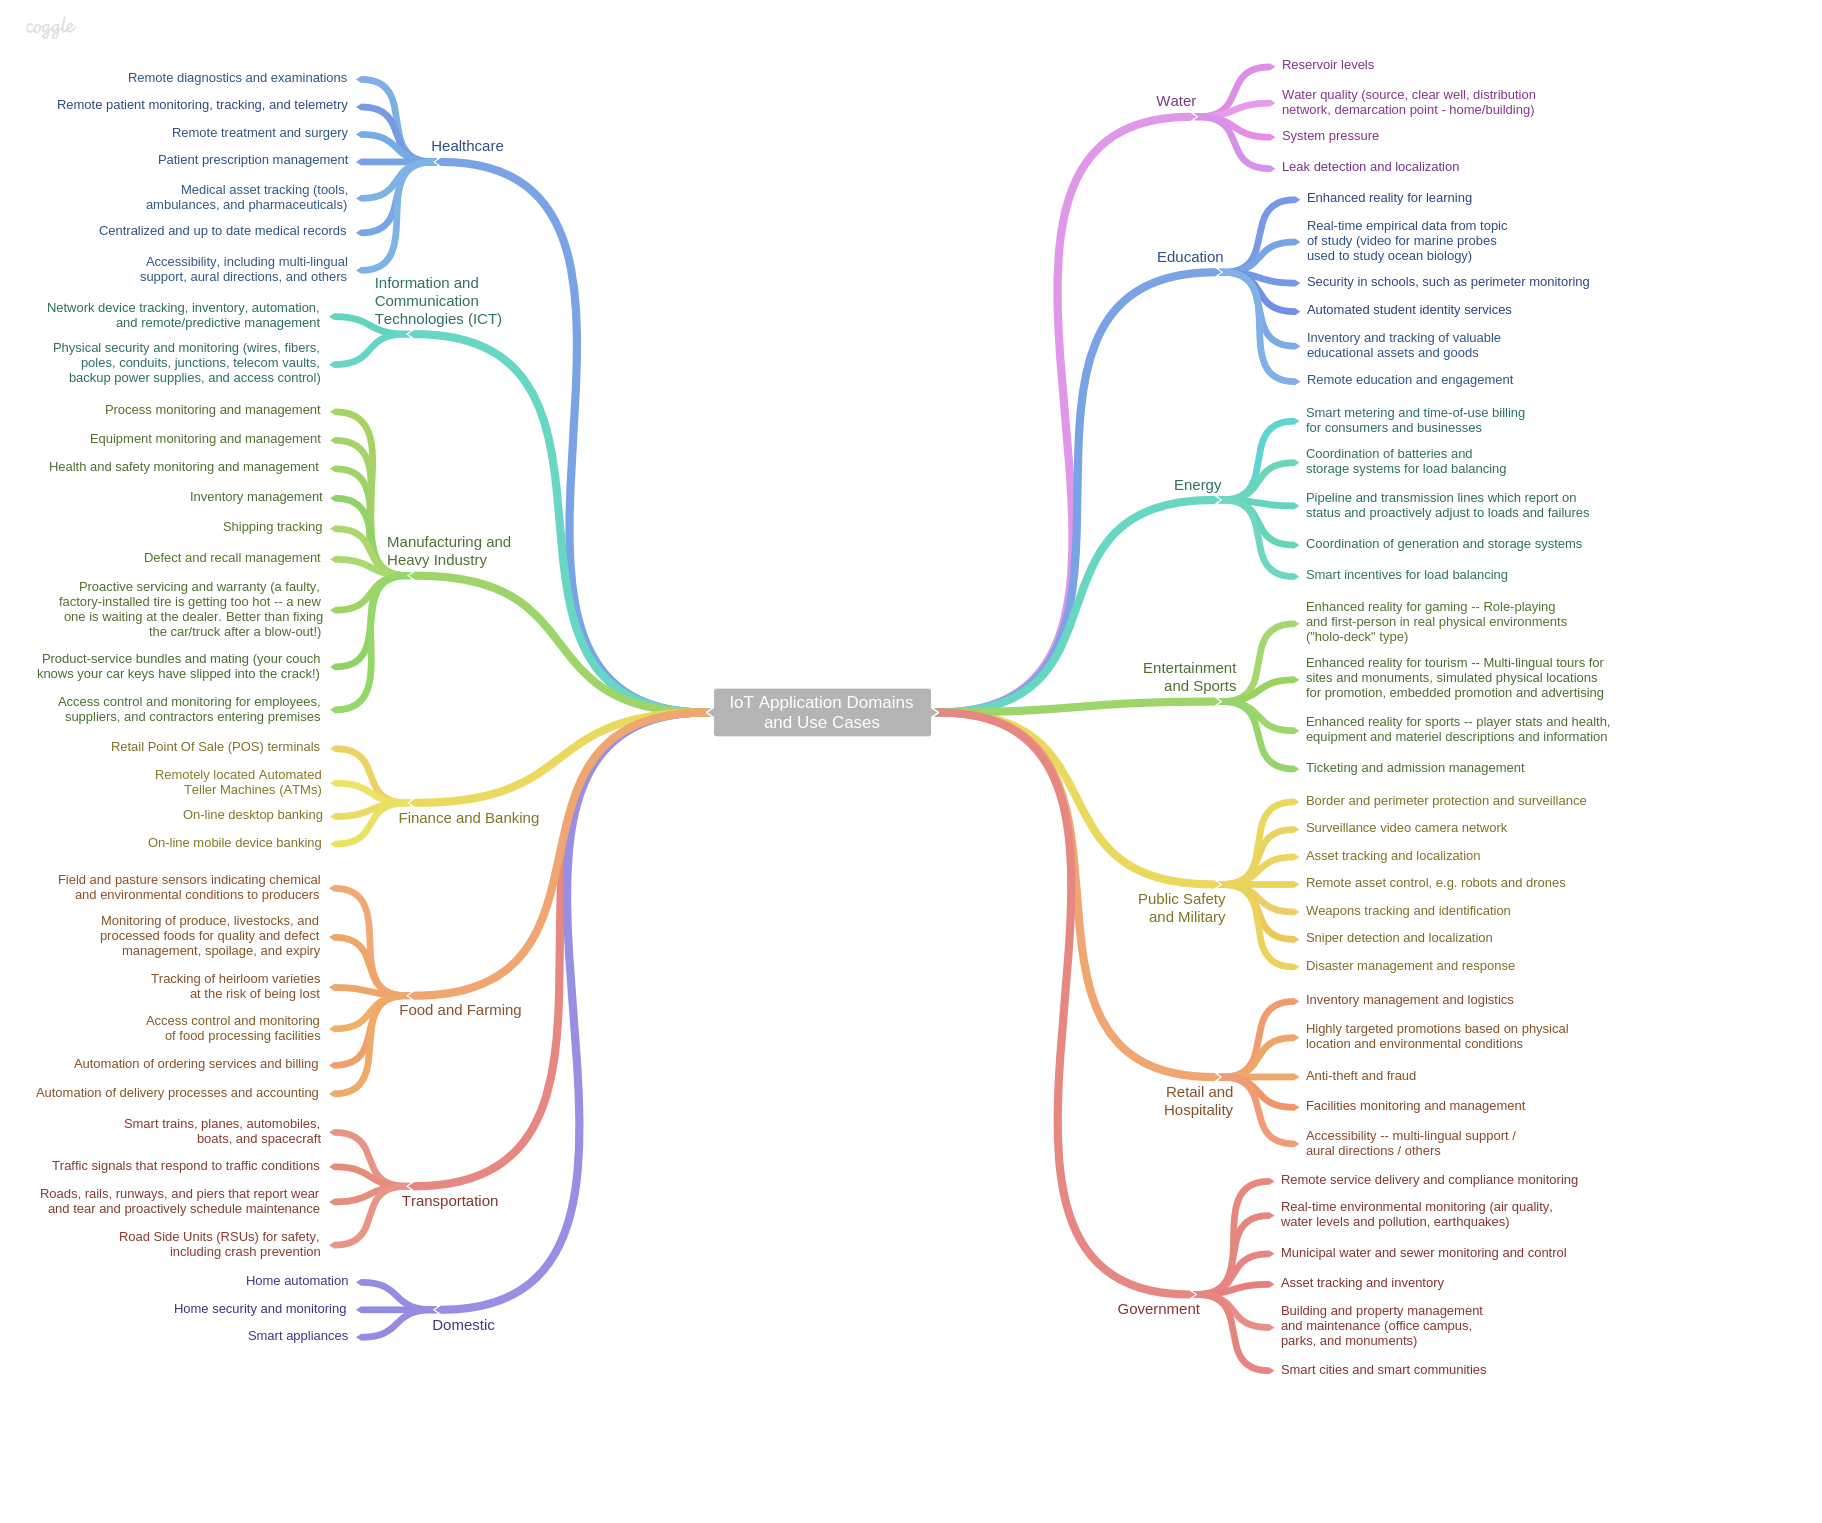 coggle
Remote diagnostics and examinations
Remote patient monitoring, tracking, and telemetry
Remote treatment and surgery
Patient prescription management
Medical asset tracking (tools,
ambulances, and pharmaceuticals)
Centralized and up to date medical records
Accessibility, including multi-lingual
support, aural directions, and others
Healthcare
Network device tracking, inventory, automation,
and remote/predictive management
Physical security and monitoring (wires, fibers,
poles, conduits, junctions, telecom vaults,
backup power supplies, and access control)
Information and
Communication
Technologies (ICT)
Process monitoring and management
Equipment monitoring and management
Health and safety monitoring and management
Inventory management
Shipping tracking
Defect and recall management
Proactive servicing and warranty (a faulty,
factory-installed tire is getting too hot -- a new
one is waiting at the dealer. Better than fixing
the car/truck after a blow-out!)
Product-service bundles and mating (your couch
knows your car keys have slipped into the crack!)
Access control and monitoring for employees,
suppliers, and contractors entering premises
Manufacturing and
Heavy Industry
Retail Point Of Sale (POS) terminals
Remotely located Automated
Teller Machines (ATMs)
On-line desktop banking
On-line mobile device banking
Finance and Banking
Field and pasture sensors indicating chemical
and environmental conditions to producers
Monitoring of produce, livestocks, and
processed foods for quality and defect
management, spoilage, and expiry
Tracking of heirloom varieties
at the risk of being lost
Access control and monitoring
of food processing facilities
Automation of ordering services and billing
Automation of delivery processes and accounting
Food and Farming
Smart trains, planes, automobiles,
boats, and spacecraft
Traffic signals that respond to traffic conditions
Roads, rails, runways, and piers that report wear
and tear and proactively schedule maintenance
Road Side Units (RSUs) for safety,
including crash prevention
Transportation
Home automation
Home security and monitoring
Smart appliances
Domestic
IoT Application Domains
and Use Cases
Water
Reservoir levels
Water quality (source, clear well, distribution
network, demarcation point - home/building)
System pressure
Leak detection and localization
Education
Enhanced reality for learning
Real-time empirical data from topic
of study (video for marine probes
used to study ocean biology)
Security in schools, such as perimeter monitoring
Automated student identity services
Inventory and tracking of valuable
educational assets and goods
Remote education and engagement
Energy
Smart metering and time-of-use billing
for consumers and businesses
Coordination of batteries and
storage systems for load balancing
Pipeline and transmission lines which report on
status and proactively adjust to loads and failures
Coordination of generation and storage systems
Smart incentives for load balancing
Entertainment
and Sports
Enhanced reality for gaming -- Role-playing
and first-person in real physical environments
("holo-deck" type)
Enhanced reality for tourism -- Multi-lingual tours for
sites and monuments, simulated physical locations
for promotion, embedded promotion and advertising
Enhanced reality for sports -- player stats and health,
equipment and materiel descriptions and information
Ticketing and admission management
Public Safety
and Military
Border and perimeter protection and surveillance
Surveillance video camera network
Asset tracking and localization
Remote asset control, e.g. robots and drones
Weapons tracking and identification
Sniper detection and localization
Disaster management and response
Retail and
Hospitality
Inventory management and logistics
Highly targeted promotions based on physical
location and environmental conditions
Anti-theft and fraud
Facilities monitoring and management
Accessibility -- multi-lingual support /
aural directions / others
Government
Remote service delivery and compliance monitoring
Real-time environmental monitoring (air quality,
water levels and pollution, earthquakes)
Municipal water and sewer monitoring and control
Asset tracking and inventory
Building and property management
and maintenance (office campus,
parks, and monuments)
Smart cities and smart communities